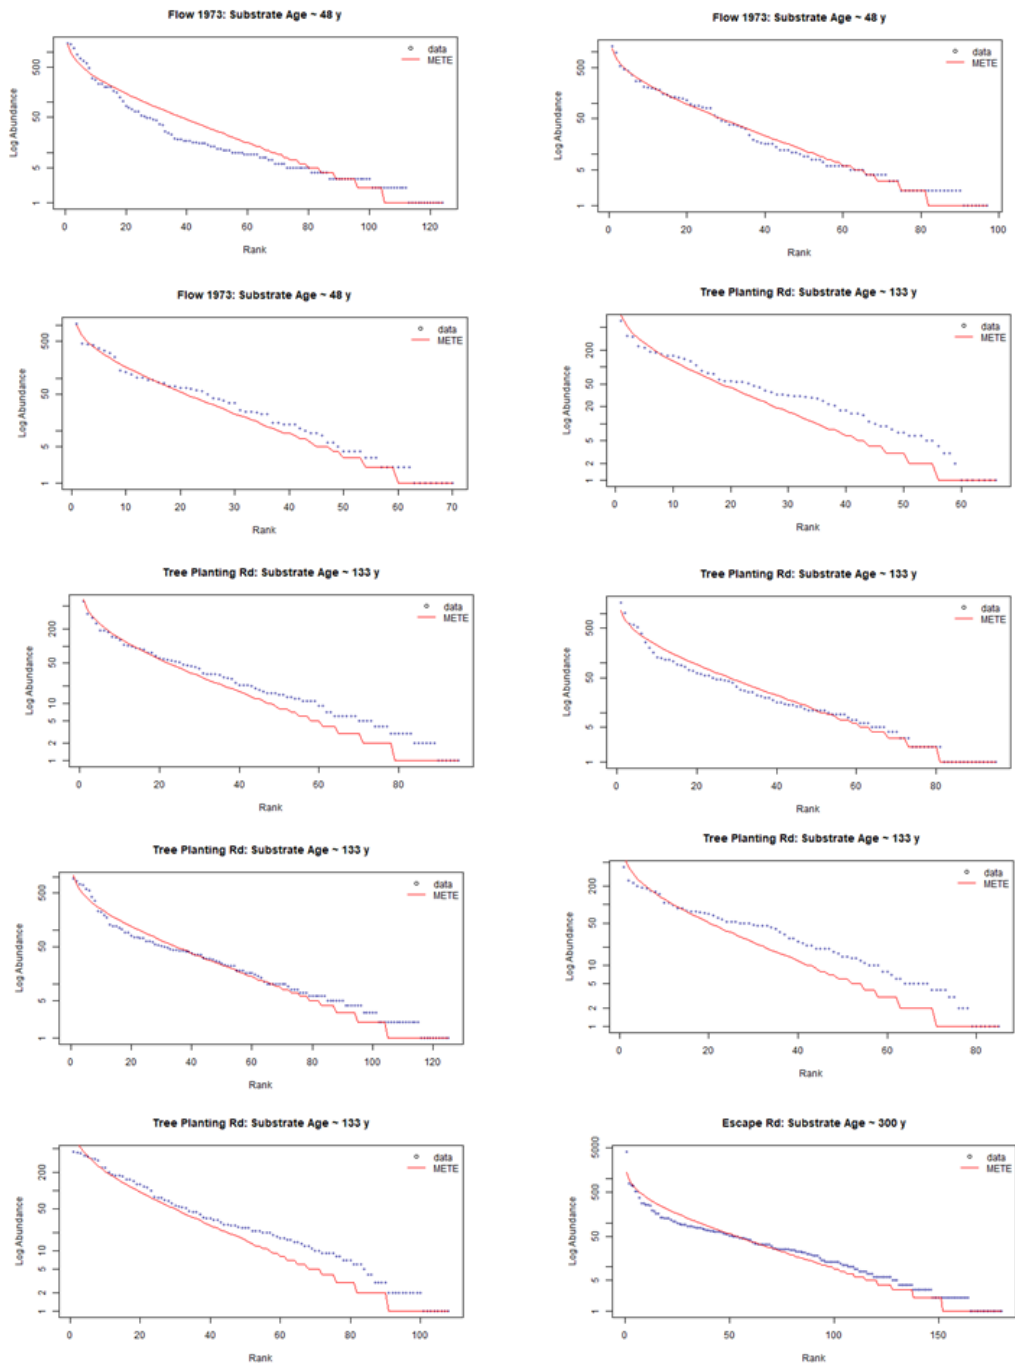 Flow 1973: Substrate Age ~ 48 y
data
METE
500
50
5
1
Log Abundance
0 20 40 60 80 100 120
Rank
Flow 1973: Substrate Age ~ 48 y
data
METE
500
50
5
1
Log Abundance
0 20 40 60 80 100
Rank
Flow 1973: Substrate Age ~ 48 y
data
METE
500
50
5
1
Log Abundance
0 10 20 30 40 50 60 70
Rank
Tree Planting Rd: Substrate Age ~ 133 y
data
METE
200
50
20
5
2
1
Log Abundance
0 10 20 30 40 50 60
Rank
Tree Planting Rd: Substrate Age ~ 133 y
data
METE
200
50
10
5
2
1
Log Abundance
0 20 40 60 80
Rank
Tree Planting Rd: Substrate Age ~ 133 y
data
METE
500
50
5
1
Log Abundance
0 20 40 60 80
Rank
Tree Planting Rd: Substrate Age ~ 133 y
data
METE
500
50
5
1
Log Abundance
0 20 40 60 80 100 120
Rank
Tree Planting Rd: Substrate Age ~ 133 y
data
METE
200
50
10
5
2
1
Log Abundance
0 20 40 60 80
Rank
Tree Planting Rd: Substrate Age ~ 133 y
data
METE
200
50
10
5
2
1
Log Abundance
0 20 40 60 80 100
Rank
Escape Rd: Substrate Age ~ 300 y
data
METE
5000
500
50
5
1
Log Abundance
0 50 100 150
Rank